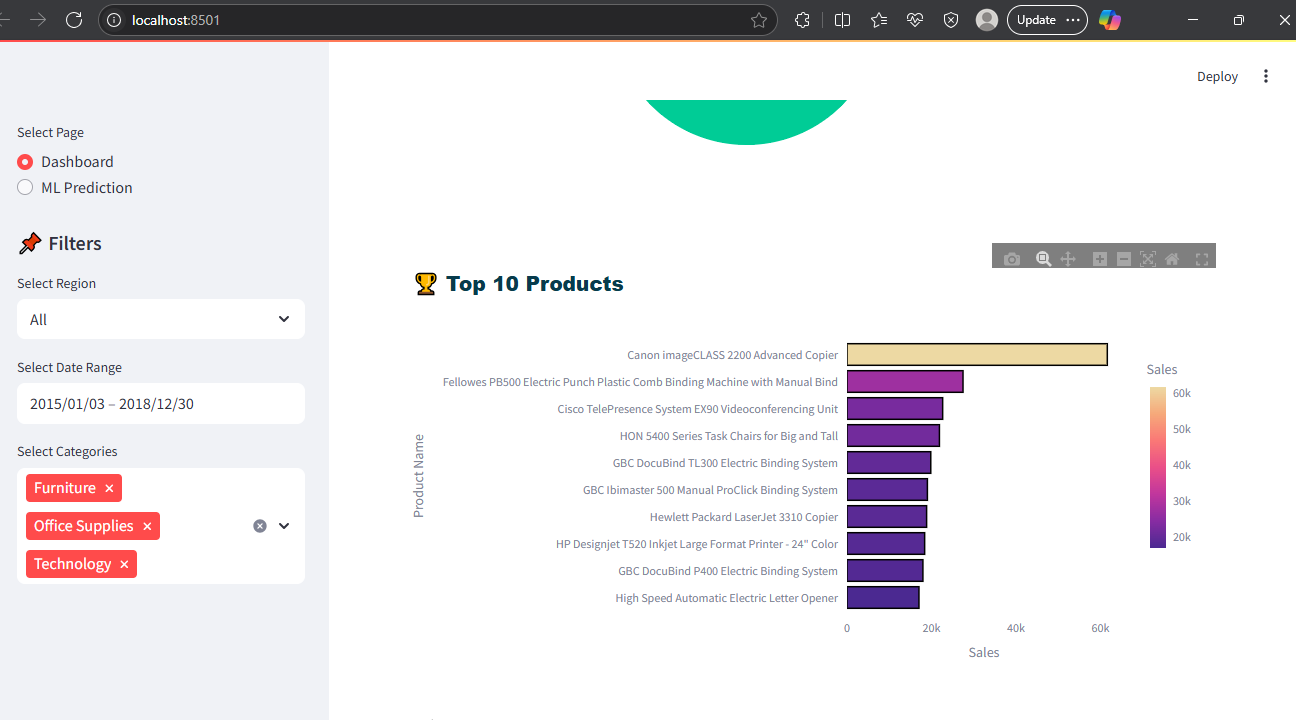 localhost:8501
Update
Deploy
Select Page
Dashboard
ML Prediction
Filters
Select Region
All
Select Date Range
2015/01/03 – 2018/12/30
Select Categories
Furniture
Office Supplies
Technology
Top 10 Products
Product Name
Canon imageCLASS 2200 Advanced Copier
Fellowes PB500 Electric Punch Plastic Comb Binding Machine with Manual Bind
Cisco TelePresence System EX90 Videoconferencing Unit
HON 5400 Series Task Chairs for Big and Tall
GBC DocuBind TL300 Electric Binding System
GBC Ibimaster 500 Manual ProClick Binding System
Hewlett Packard LaserJet 3310 Copier
HP Designjet T520 Inkjet Large Format Printer - 24" Color
GBC DocuBind P400 Electric Binding System
High Speed Automatic Electric Letter Opener
0 20k 40k 60k
Sales
Sales
60k
50k
40k
30k
20k